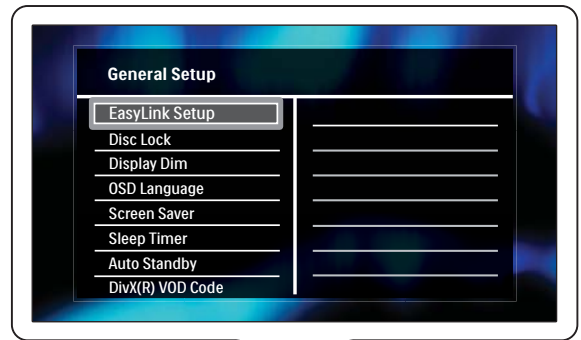 General Setup
EasyLink Setup
Disc Lock
Display Dim
OSD Language
Screen Saver
Sleep Timer
Auto Standby
DivX(R) VOD Code